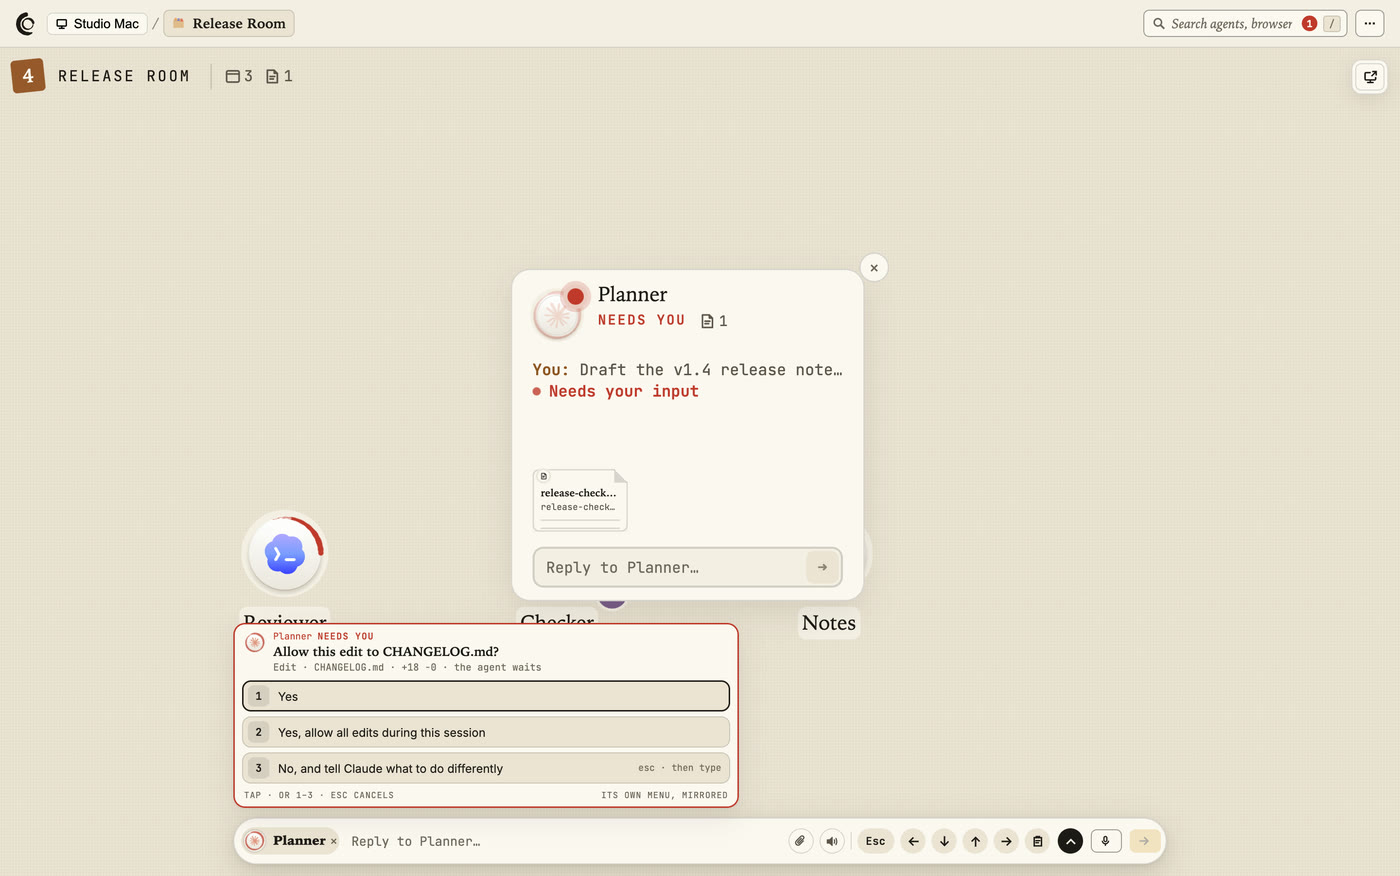 Studio Mac / Release Room
Search agents, browser 1 /
4 RELEASE ROOM 3 1
Planner
NEEDS YOU 1
You: Draft the v1.4 release note…
Needs your input
release-check…
release-check…
Reply to Planner…
Reviewer
Checker
Notes
Planner NEEDS YOU
Allow this edit to CHANGELOG.md?
Edit · CHANGELOG.md · +18 -0 · the agent waits
1 Yes
2 Yes, allow all edits during this session
3 No, and tell Claude what to do differently esc · then type
TAP · OR 1–3 · ESC CANCELS ITS OWN MENU, MIRRORED
Planner × Reply to Planner… Esc